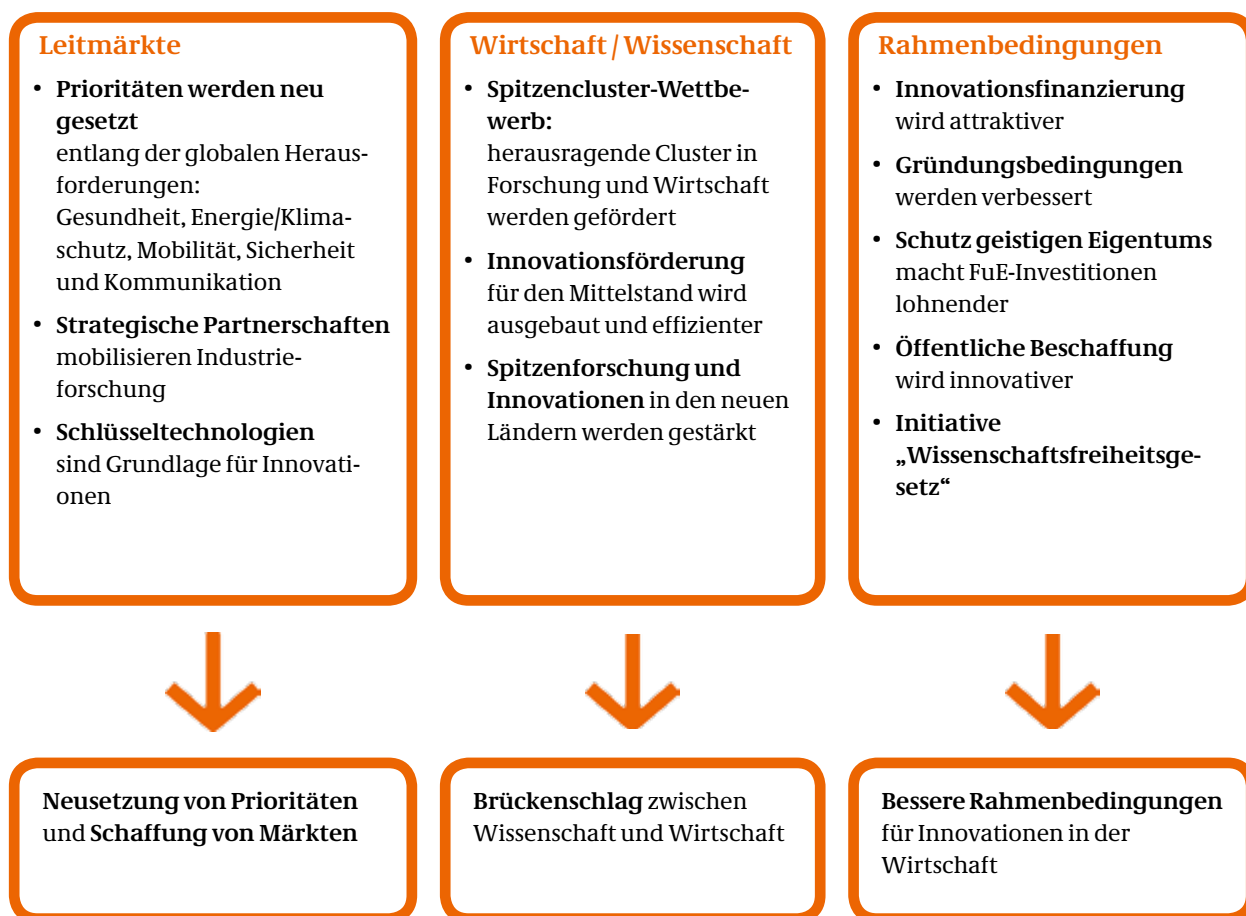 Leitmärkte
• Prioritäten werden neu
gesetzt
entlang der globalen Heraus-
forderungen:
Gesundheit, Energie/Klima-
schutz, Mobilität, Sicherheit
und Kommunikation
• Strategische Partnerschaften
mobilisieren Industrie-
forschung
• Schlüsseltechnologien
sind Grundlage für Innovati-
onen
Wirtschaft / Wissenschaft
• Spitzencluster-Wettbe-
werb:
herausragende Cluster in
Forschung und Wirtschaft
werden gefördert
• Innovationsförderung
für den Mittelstand wird
ausgebaut und effizienter
• Spitzenforschung und
Innovationen in den neuen
Ländern werden gestärkt
Rahmenbedingungen
• Innovationsfinanzierung
wird attraktiver
• Gründungsbedingungen
werden verbessert
• Schutz geistigen Eigentums
macht FuE-Investitionen
lohnender
• Öffentliche Beschaffung
wird innovativer
• Initiative
„Wissenschaftsfreiheitsge-
setz“
Neusetzung von Prioritäten
und Schaffung von Märkten
Brückenschlag zwischen
Wissenschaft und Wirtschaft
Bessere Rahmenbedingungen
für Innovationen in der
Wirtschaft